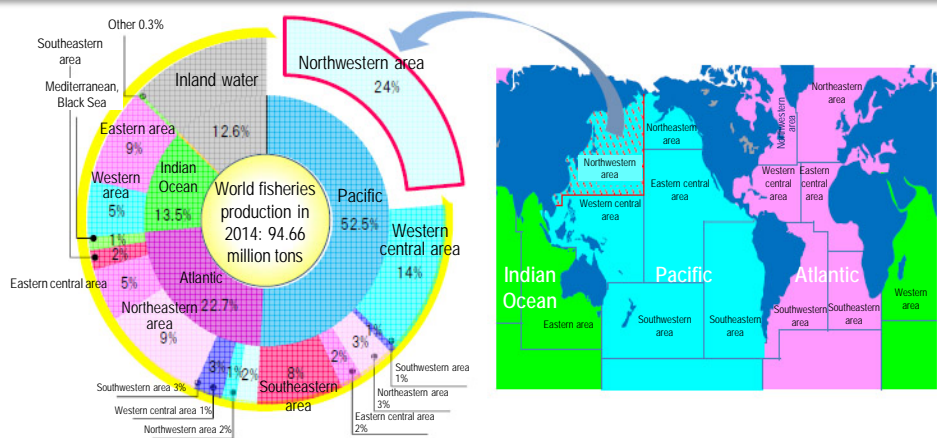 Other 0.3%
Southeastern
area
Mediterranean,
Black Sea
Inland water
12.6%
Northwestern area
24%
Eastern area
9%
Indian
Ocean
13.5%
Western
area
5%
1%
2%
Eastern central area
5%
World fisheries
production in
2014: 94.66
million tons
Pacific
52.5%
Western
central area
14%
Atlantic
22.7%
Northeastern
area
9%
3%
1%
2%
8%
Southeastern
area
2%
3%
1%
Southwestern area 3%
Western central area 1%
Northwestern area 2%
Southwestern area
1%
Northeastern area
3%
Eastern central area
2%
Northeastern
area
Northwestern
area
Northeastern
area
Northwestern
area
Western central
area
Eastern central
area
Western
central
area
Eastern
central
area
Indian
Ocean
Pacific
Atlantic
Eastern area
Southwestern
area
Southeastern
area
Southwestern
area
Southeastern
area
Western
area